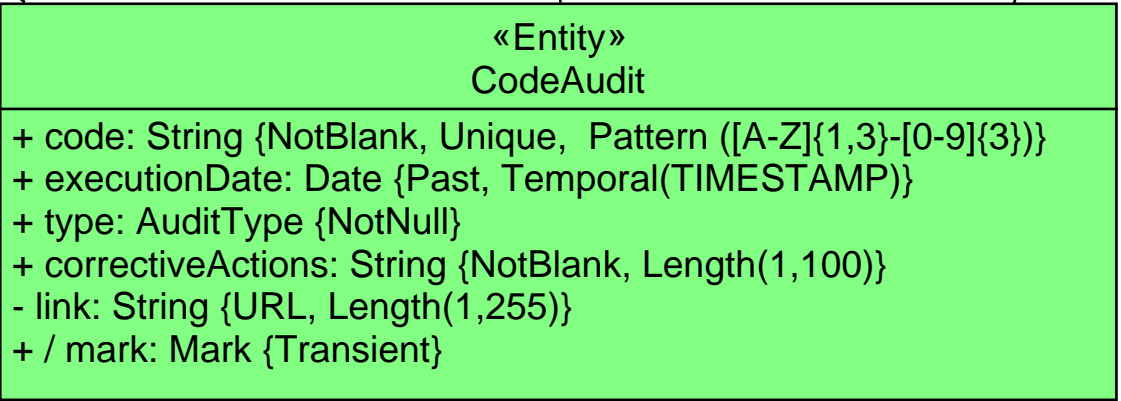 «Entity»
CodeAudit
+ code: String {NotBlank, Unique,  Pattern ([A-Z]{1,3}-[0-9]{3})}
+ executionDate: Date {Past, Temporal(TIMESTAMP)}
+ type: AuditType {NotNull}
+ correctiveActions: String {NotBlank, Length(1,100)}
- link: String {URL, Length(1,255)}
+ / mark: Mark {Transient}